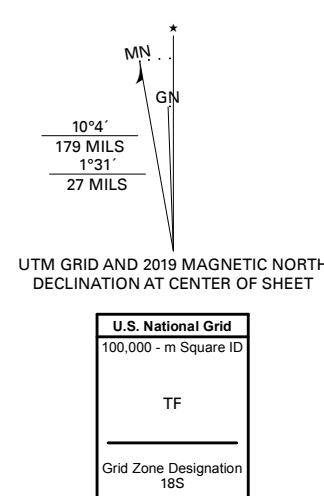 ★
MN
GN
10°4´
179 MILS
1°31´
27 MILS
UTM GRID AND 2019 MAGNETIC NORTH
DECLINATION AT CENTER OF SHEET
U.S. National Grid
100,000 - m Square ID
TF
Grid Zone Designation
18S